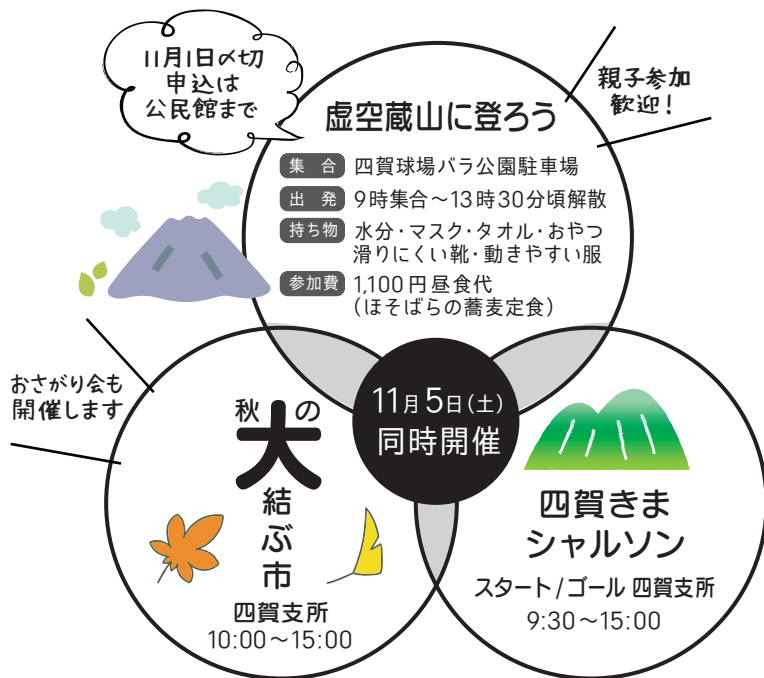 11月1日〆切
申込は
公民館まで
親子参加
歓迎!
虚空蔵山に登ろう
集合 四賀球場バラ公園駐車場
出発 9時集合～13時30分頃解散
持ち物 水分・マスク・タオル・おやつ
滑りにくい靴・動きやすい服
参加費 1,100円昼食代
(ほそばらの蕎麦定食)
おさがり会も
開催します
11月5日(土)
同時開催
秋の
大
結
ぶ
市
四賀支所
10:00～15:00
四賀きま
シャルソン
スタート/ゴール 四賀支所
9:30～15:00